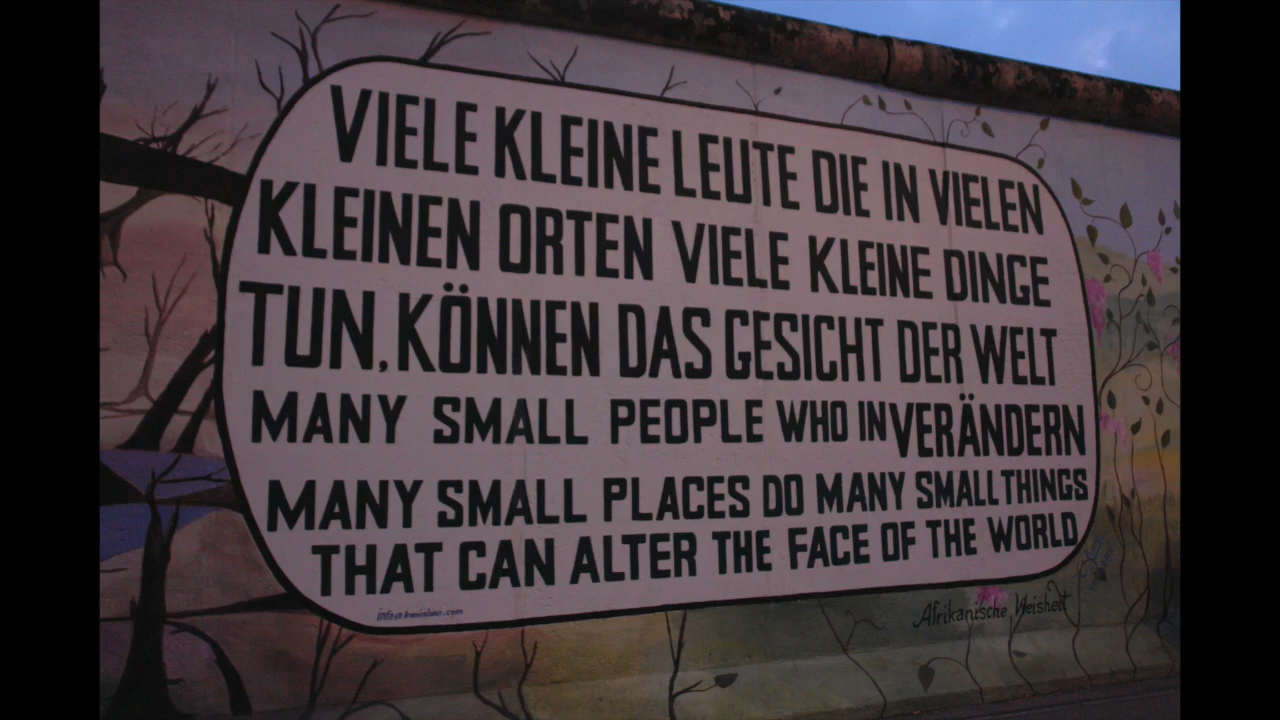 VIELE KLEINE LEUTE DIE IN VIELEN
KLEINEN ORTEN VIELE KLEINE DINGE
TUN, KÖNNEN DAS GESICHT DER WELT
MANY SMALL PEOPLE WHO IN VERÄNDERN
MANY SMALL PLACES DO MANY SMALL THINGS
THAT CAN ALTER THE FACE OF THE WORLD
Afrikanische Weisheit